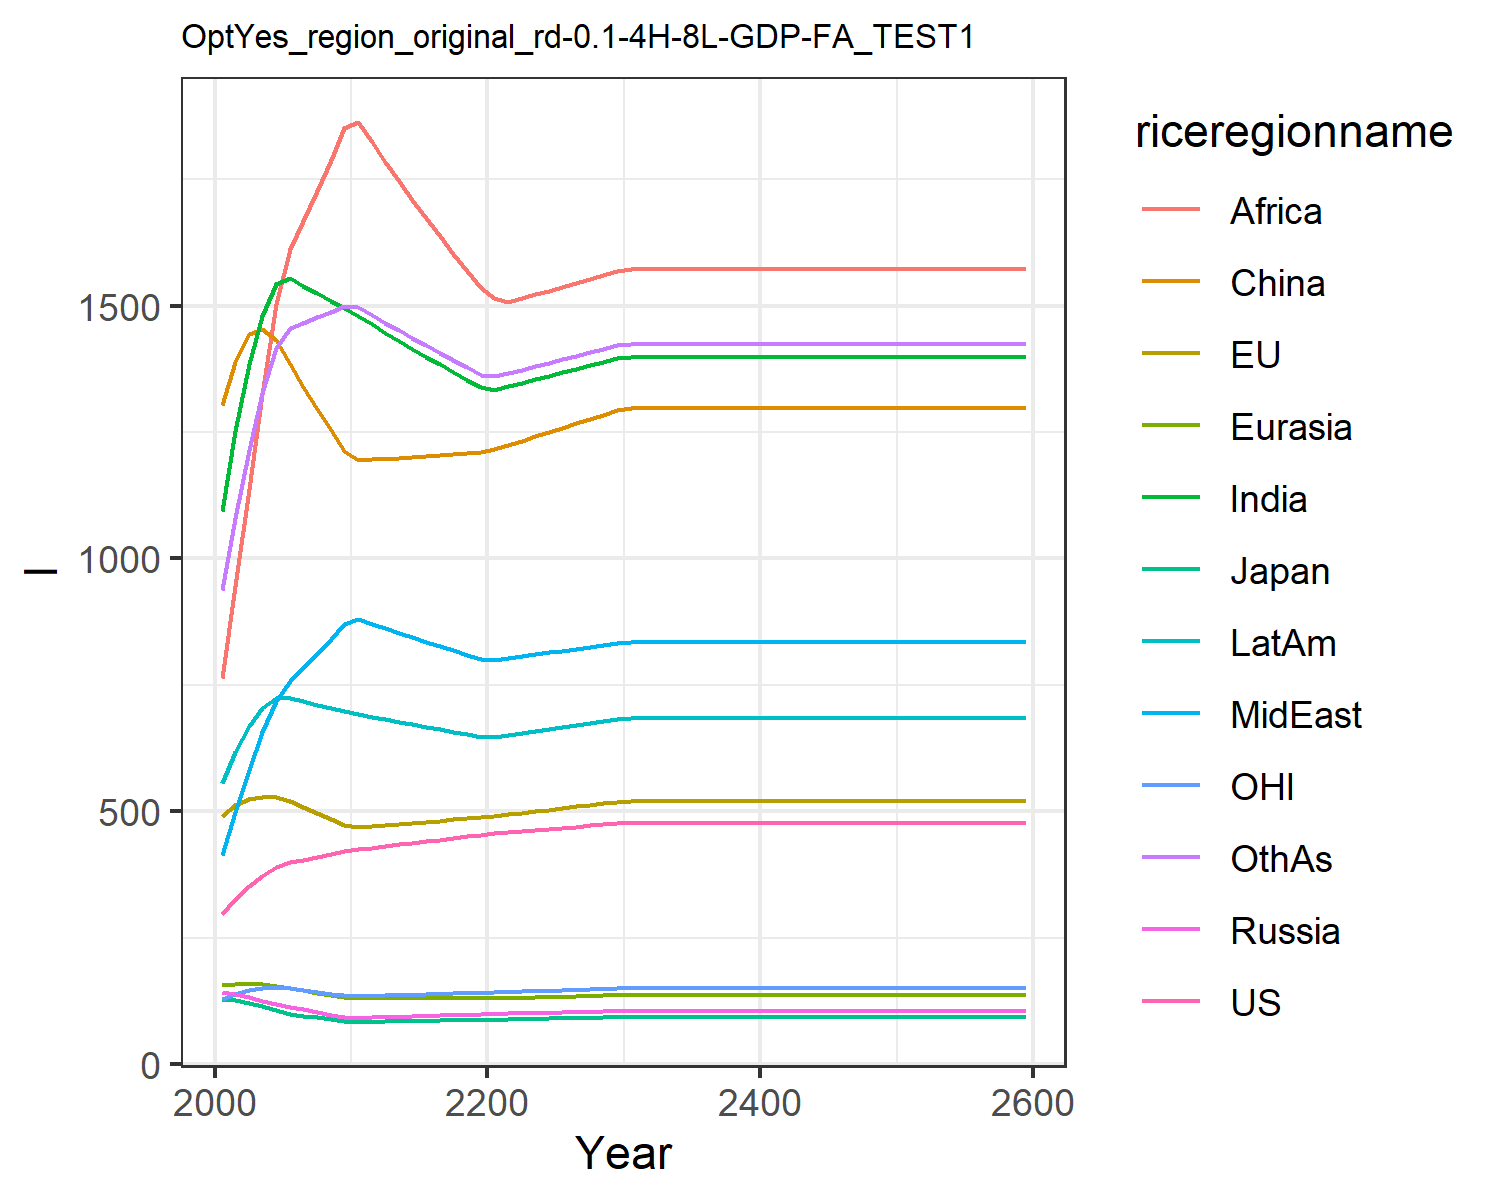 OptYes_region_original_rd-0.1-4H-8L-GDP-FA_TEST1
1500
1000
500
0
l
2000 2200 2400 2600
Year
riceregionname
Africa
China
EU
Eurasia
India
Japan
LatAm
MidEast
OHI
OthAs
Russia
US